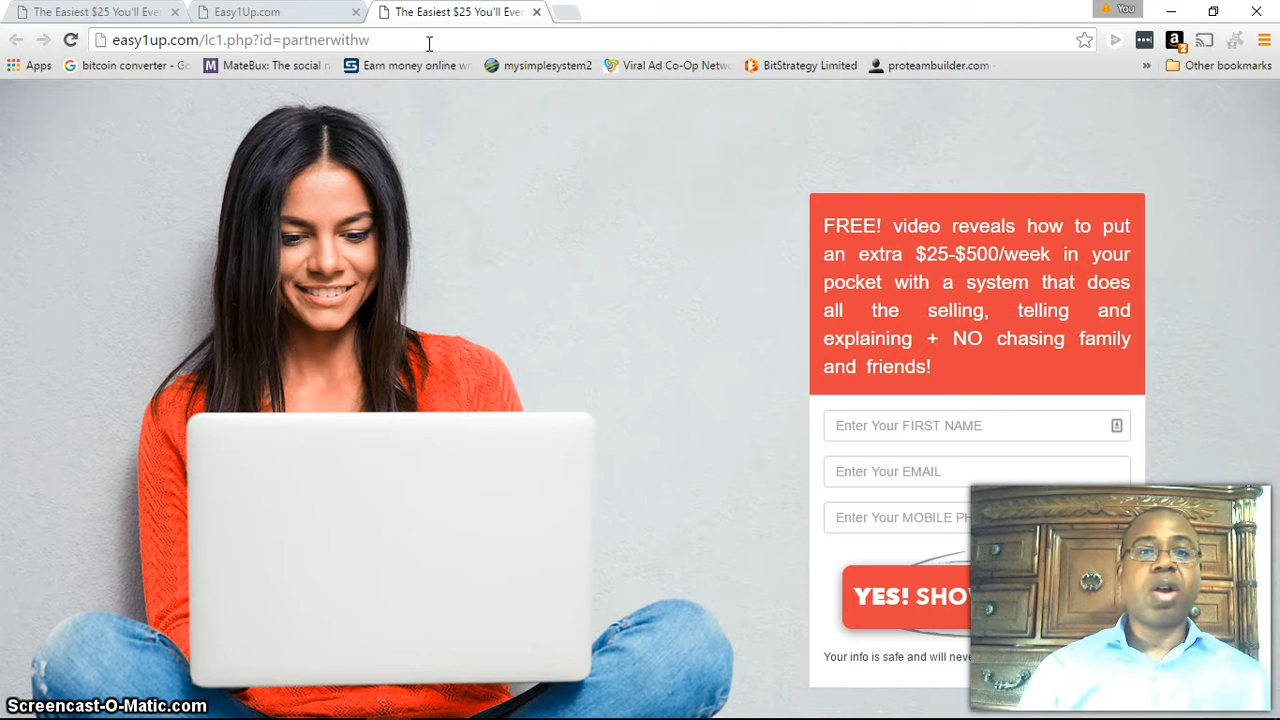 The Easiest $25 You'll Eve
Easy1Up.com
The Easiest $25 You'll Eve
You
easy1up.com/lc1.php?id=partnerwithw
Apps
bitcoin converter - Go
MateBux: The social n
Earn money online w
mysimplesystem2
Viral Ad Co-Op Netw
BitStrategy Limited
proteambuilder.com
Other bookmarks
FREE! video reveals how to put
an extra $25-$500/week in your
pocket with a system that does
all the selling, telling and
explaining + NO chasing family
and friends!
Enter Your FIRST NAME
Enter Your EMAIL
Enter Your MOBILE PH
YES! SHO
Your info is safe and will neve
Screencast-O-Matic.com